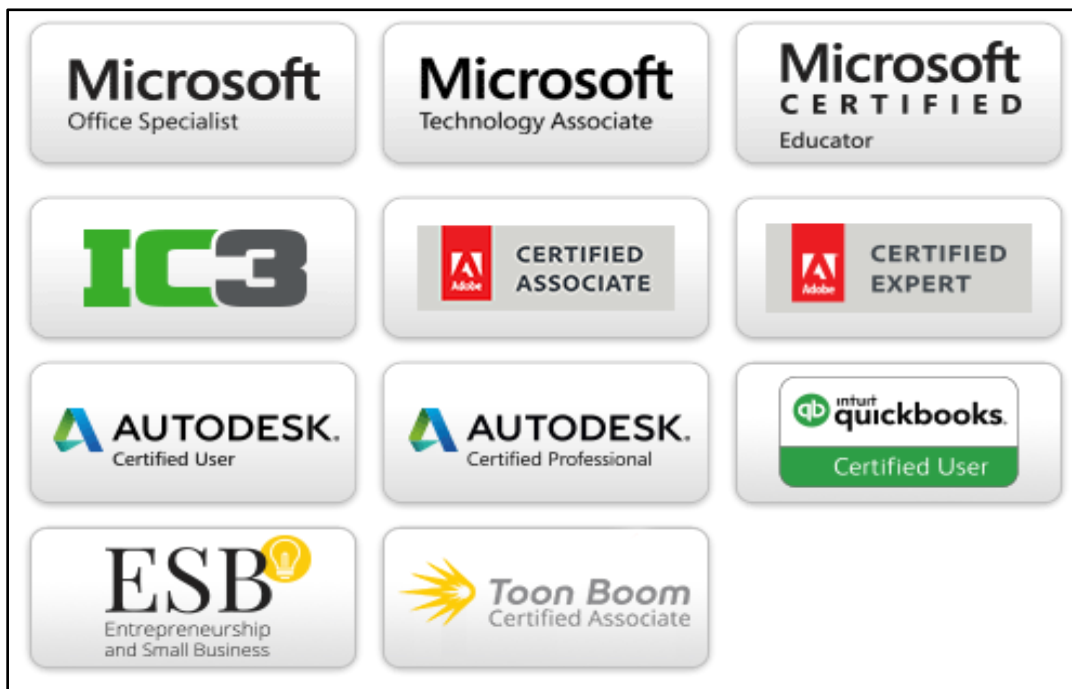 Microsoft
Office Specialist
Microsoft
Technology Associate
Microsoft
CERTIFIED
Educator
IC3
Adobe
CERTIFIED
ASSOCIATE
Adobe
CERTIFIED
EXPERT
AUTODESK.
Certified User
AUTODESK.
Certified Professional
qb
intuit
quickbooks.
Certified User
ESB
Entrepreneurship
and Small Business
Toon Boom
Certified Associate